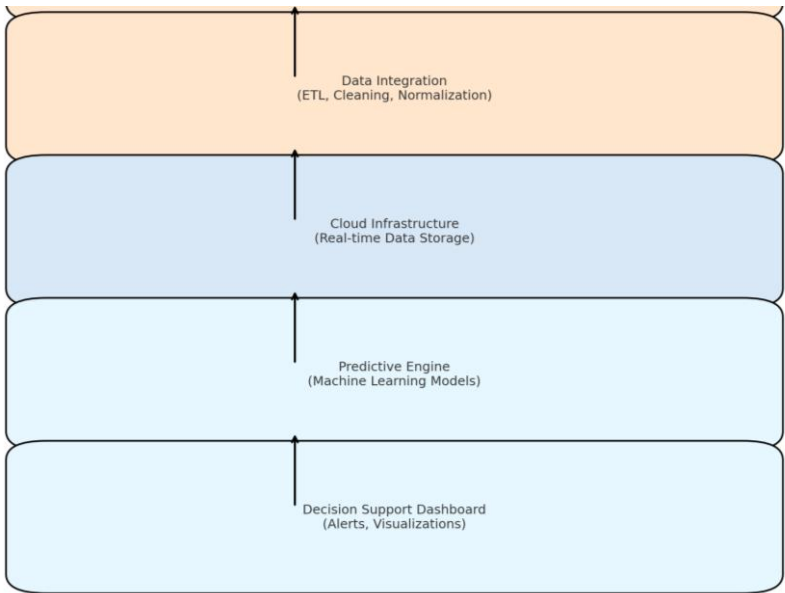 Data Integration
(ETL, Cleaning, Normalization)
Cloud Infrastructure
(Real-time Data Storage)
Predictive Engine
(Machine Learning Models)
Decision Support Dashboard
(Alerts, Visualizations)